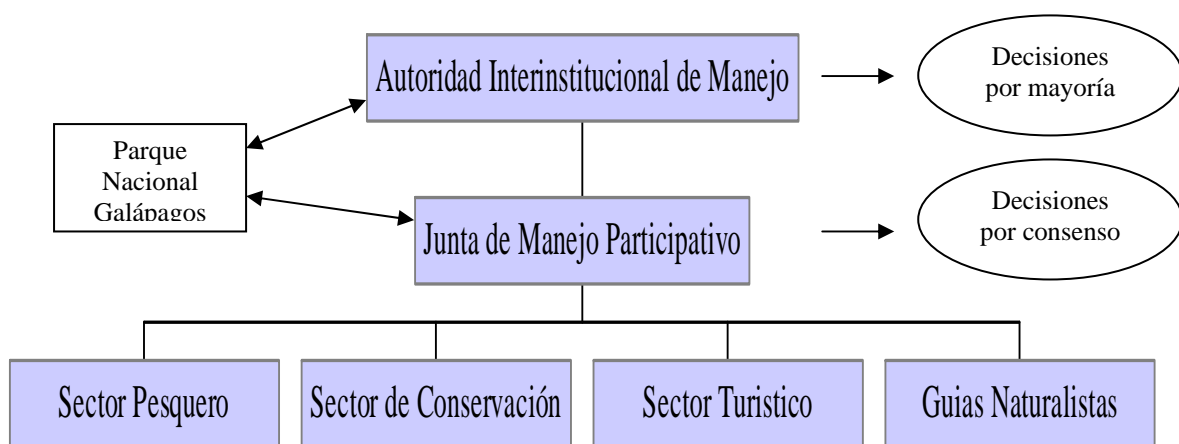 Autoridad Interinstitucional de Manejo
Decisiones
por mayoría
Parque
Nacional
Galápagos
Junta de Manejo Participativo
Decisiones
por consenso
Sector Pesquero
Sector de Conservación
Sector Turistico
Guias Naturalistas